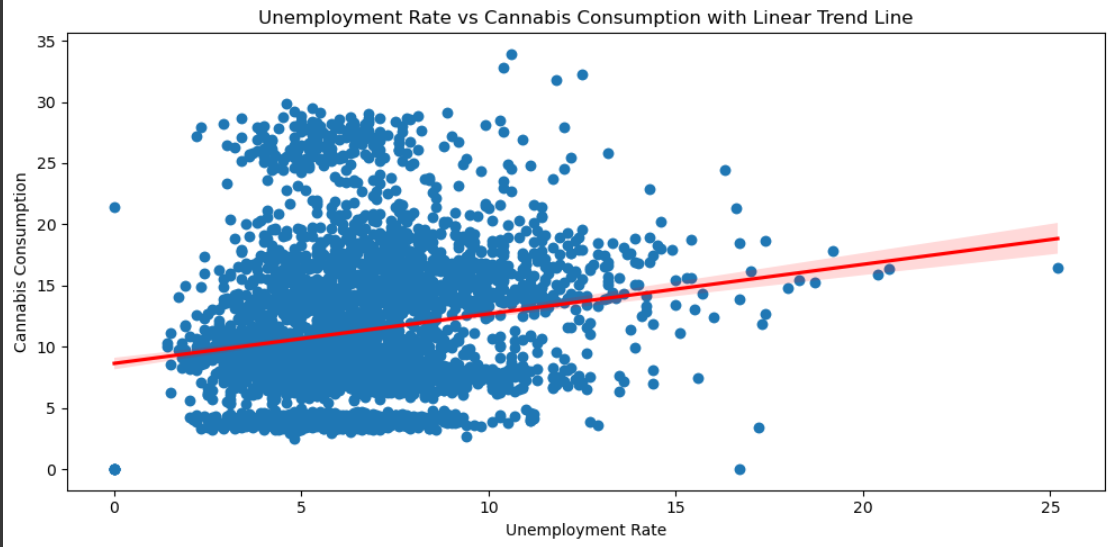 Unemployment Rate vs Cannabis Consumption with Linear Trend Line
35
30
25
20
15
10
5
0
Cannabis Consumption
0 5 10 15 20 25
Unemployment Rate